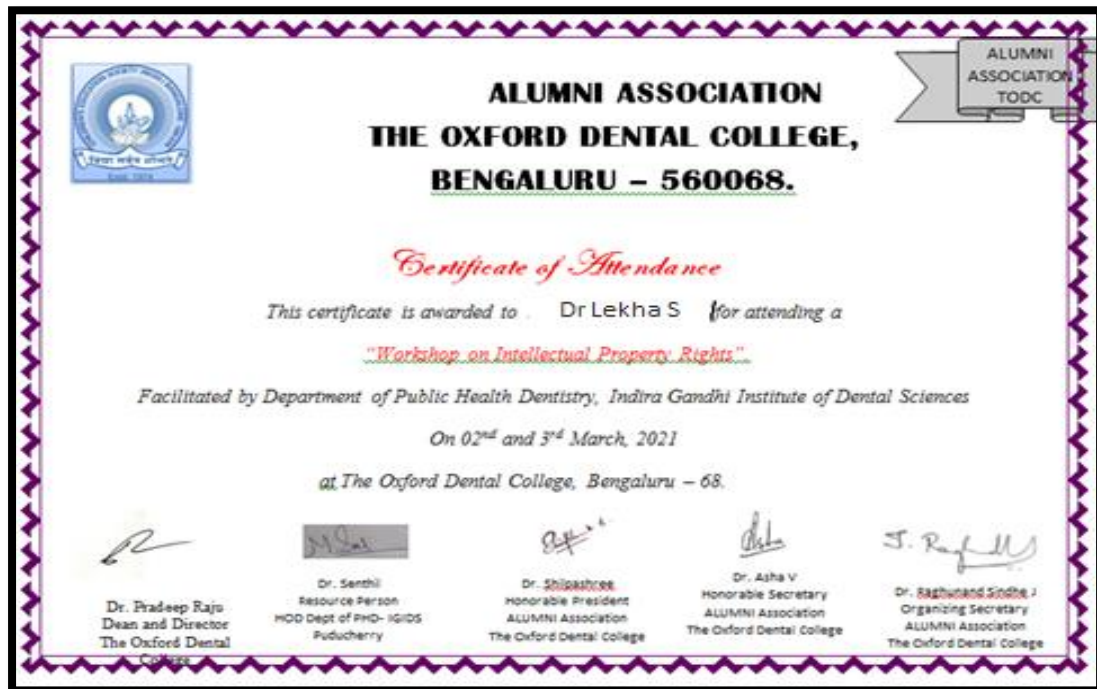 ALUMNI
ASSOCIATION
TODC
ALUMNI ASSOCIATION
THE OXFORD DENTAL COLLEGE,
BENGALURU – 560068.
Certificate of Attendance
This certificate is awarded to . Dr Lekha S for attending a
"Workshop on Intellectual Property Rights".
Facilitated by Department of Public Health Dentistry, Indira Gandhi Institute of Dental Sciences
On 02nd and 3rd March, 2021
at The Oxford Dental College, Bengaluru – 68.
Dr. Pradeep Raju
Dean and Director
The Oxford Dental
College
Dr. Senthil
Resource Person
HOD Dept of PHD- IGIDS
Puducherry
Dr. Shilpashree
Honorable President
ALUMNI Association
The Oxford Dental College
Dr. Asha V
Honorable Secretary
ALUMNI Association
The Oxford Dental College
Dr. Raghunand Sindhe J
Organizing Secretary
ALUMNI Association
The Oxford Dental College